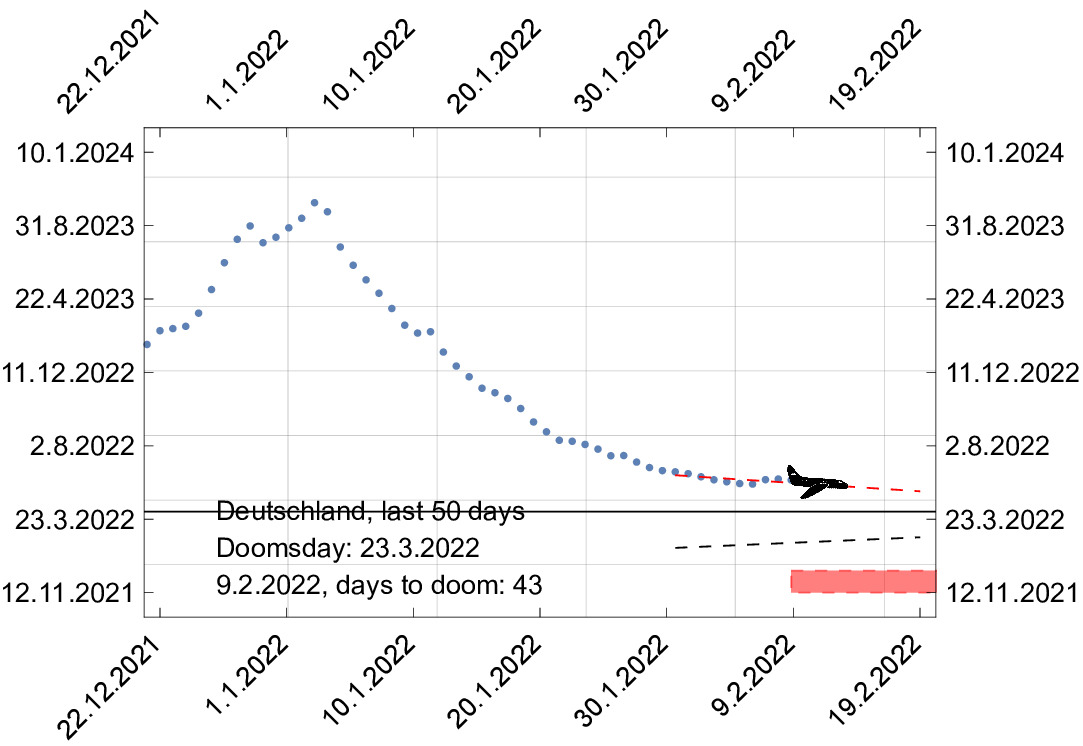 22.12.2021 1.1.2022 10.1.2022 20.1.2022 30.1.2022 9.2.2022 19.2.2022
10.1.2024 10.1.2024
31.8.2023 31.8.2023
22.4.2023 22.4.2023
11.12.2022 11.12.2022
2.8.2022 2.8.2022
Deutschland, last 50 days
23.3.2022 23.3.2022
Doomsday: 23.3.2022
9.2.2022, days to doom: 43
12.11.2021 12.11.2021
22.12.2021 1.1.2022 10.1.2022 20.1.2022 30.1.2022 9.2.2022 19.2.2022